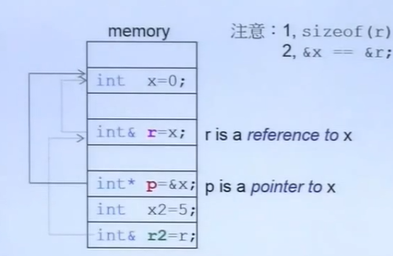 memory
注意：1, sizeof(r)
2, &x == &r;
int x=0;
int& r=x;
r is a reference to x
int* p=&x;
p is a pointer to x
int x2=5;
int& r2=r;